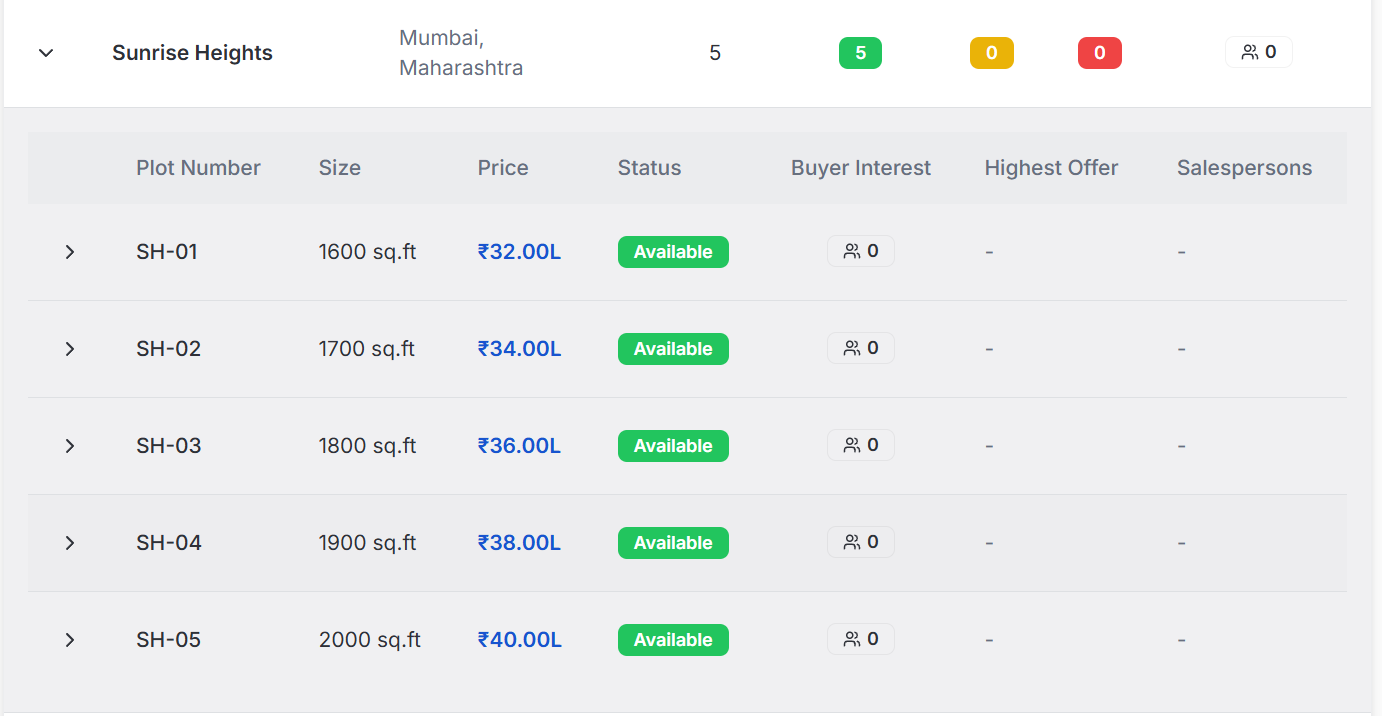 Sunrise Heights Mumbai, Maharashtra 5 5 0 0 0
Plot Number Size Price Status Buyer Interest Highest Offer Salespersons
SH-01 1600 sq.ft ₹32.00L Available 0 - -
SH-02 1700 sq.ft ₹34.00L Available 0 - -
SH-03 1800 sq.ft ₹36.00L Available 0 - -
SH-04 1900 sq.ft ₹38.00L Available 0 - -
SH-05 2000 sq.ft ₹40.00L Available 0 - -